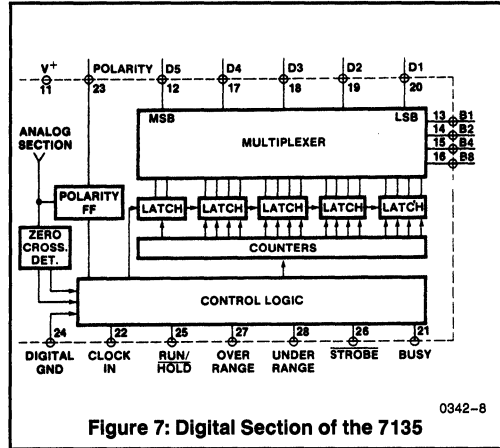 V+ POLARITY D5 D4 D3 D2 D1
11 23 12 17 18 19 20
MSB LSB
MULTIPLEXER
13 B1
14 B2
15 B4
16 B8
ANALOG
SECTION
POLARITY
FF
LATCH LATCH LATCH LATCH LATCH
ZERO
CROSS.
DET.
COUNTERS
CONTROL LOGIC
24 22 25 27 28 26 21
DIGITAL
GND
CLOCK
IN
RUN/
HOLD
OVER
RANGE
UNDER
RANGE
STROBE
BUSY
0342–8
Figure 7: Digital Section of the 7135